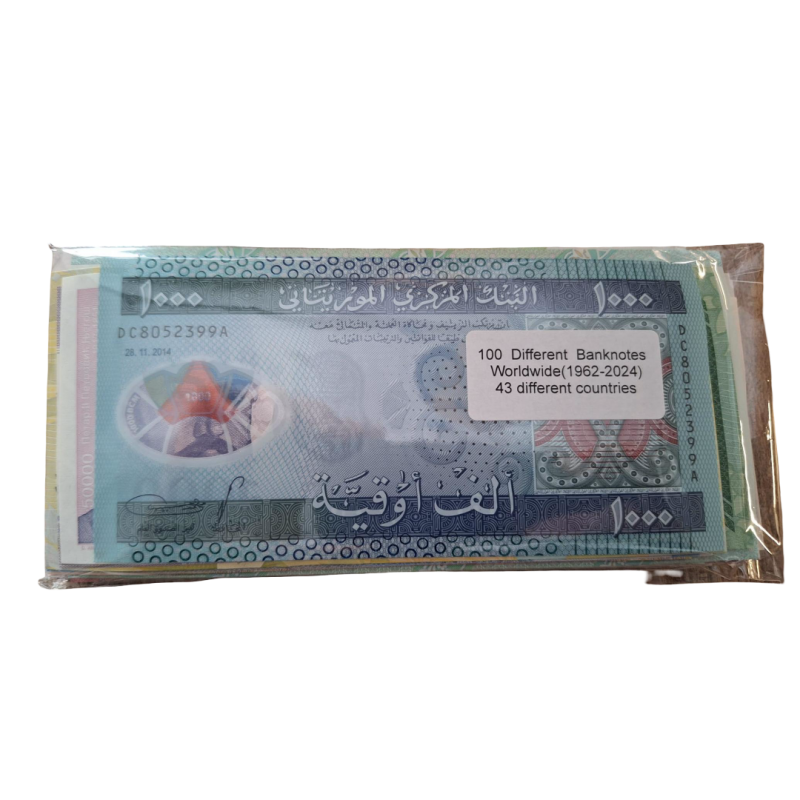 ١٠٠٠ البنك المركزي الموريتاني ١٠٠٠
DC8052399A
28.11.2014
DC8052399A
100 Different Banknotes
Worldwide(1962-2024)
43 different countries
ألف أوقية
١٠٠٠